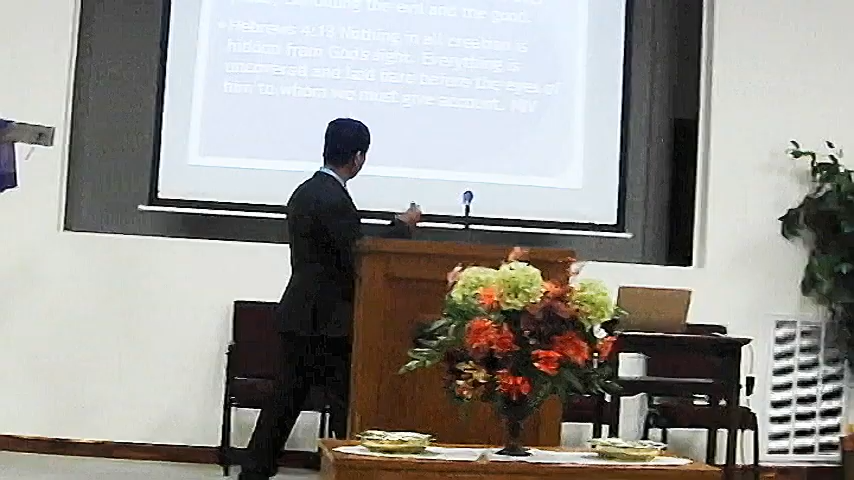 beholding the evil and the good.
• Hebrews 4:13 Nothing in all creation is
hidden from God's sight. Everything is
uncovered and laid bare before the eyes of
him to whom we must give account. NIV